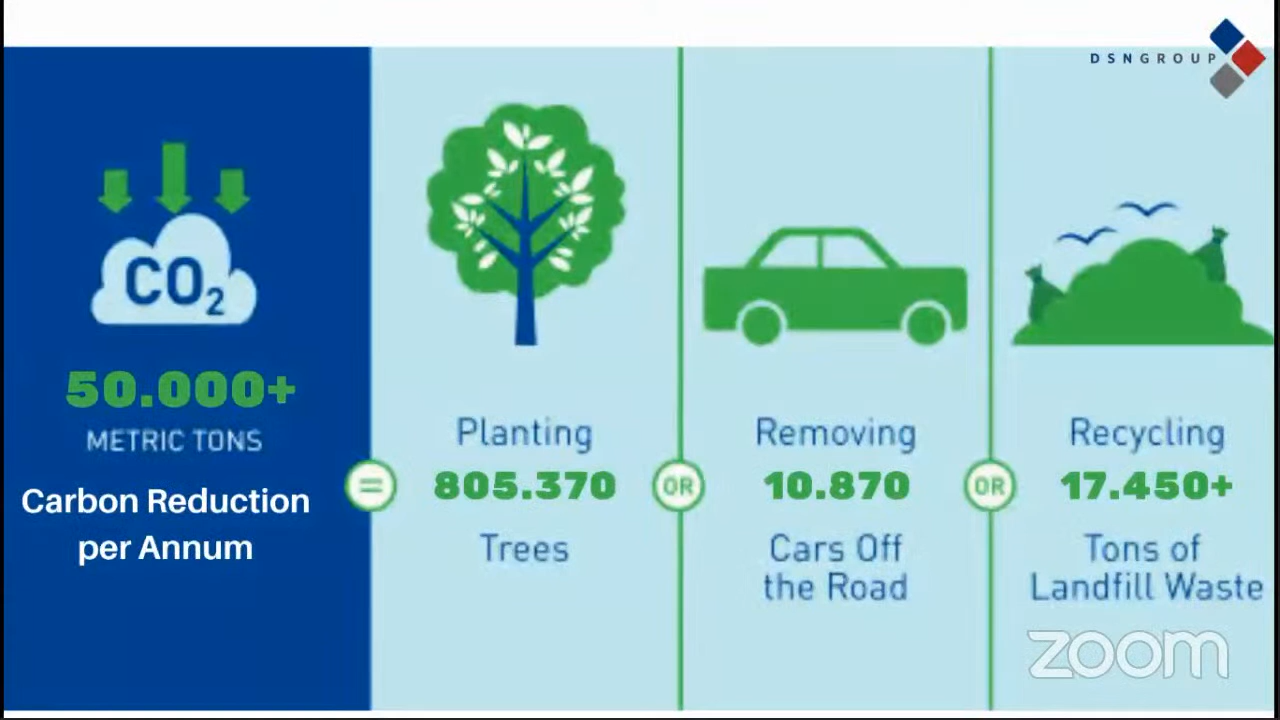 DSNGROUP
CO2
50.000+
METRIC TONS
Carbon Reduction
per Annum
=
Planting
805.370
Trees
OR
Removing
10.870
Cars Off
the Road
OR
Recycling
17.450+
Tons of
Landfill Waste
zoom